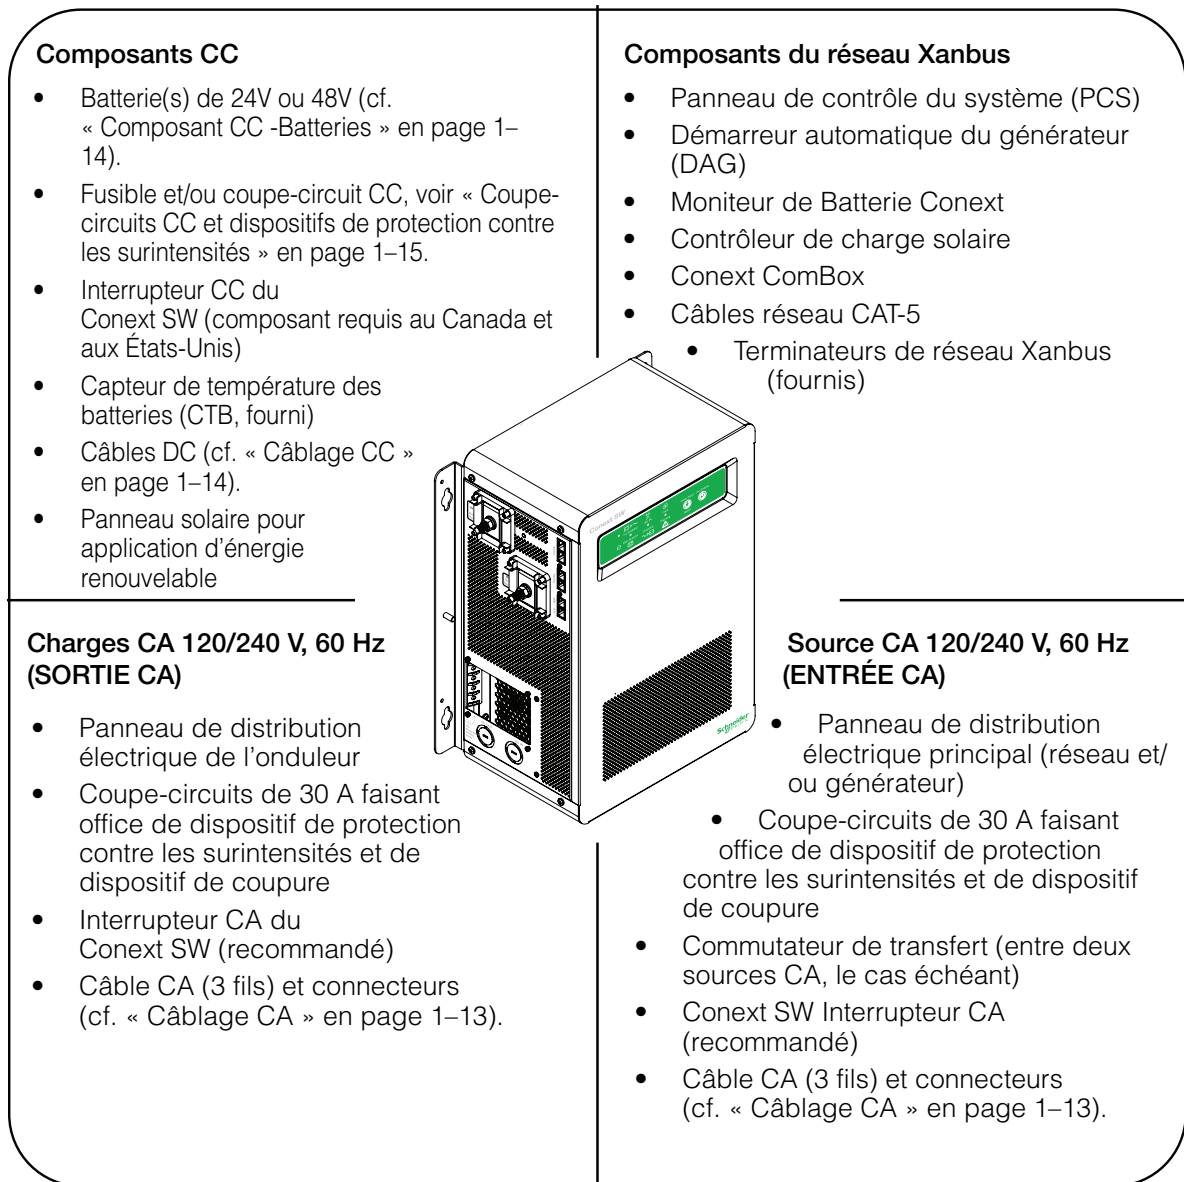 Composants CC
• Batterie(s) de 24V ou 48V (cf.
« Composant CC -Batteries » en page 1–
14).
• Fusible et/ou coupe-circuit CC, voir « Coupe-
circuits CC et dispositifs de protection contre
les surintensités » en page 1–15.
• Interrupteur CC du
Conext SW (composant requis au Canada et
aux États-Unis)
• Capteur de température des
batteries (CTB, fourni)
• Câbles DC (cf. « Câblage CC »
en page 1–14).
• Panneau solaire pour
application d’énergie
renouvelable
Composants du réseau Xanbus
• Panneau de contrôle du système (PCS)
• Démarreur automatique du générateur
(DAG)
• Moniteur de Batterie Conext
• Contrôleur de charge solaire
• Conext ComBox
• Câbles réseau CAT-5
• Terminateurs de réseau Xanbus
(fournis)
Conext SW
Schneider
Charges CA 120/240 V, 60 Hz
(SORTIE CA)
• Panneau de distribution
électrique de l’onduleur
• Coupe-circuits de 30 A faisant
office de dispositif de protection
contre les surintensités et de
dispositif de coupure
• Interrupteur CA du
Conext SW (recommandé)
• Câble CA (3 fils) et connecteurs
(cf. « Câblage CA » en page 1–13).
Source CA 120/240 V, 60 Hz
(ENTRÉE CA)
• Panneau de distribution
électrique principal (réseau et/
ou générateur)
• Coupe-circuits de 30 A faisant
office de dispositif de protection
contre les surintensités et de dispositif
de coupure
• Commutateur de transfert (entre deux
sources CA, le cas échéant)
• Conext SW Interrupteur CA
(recommandé)
• Câble CA (3 fils) et connecteurs
(cf. « Câblage CA » en page 1–13).